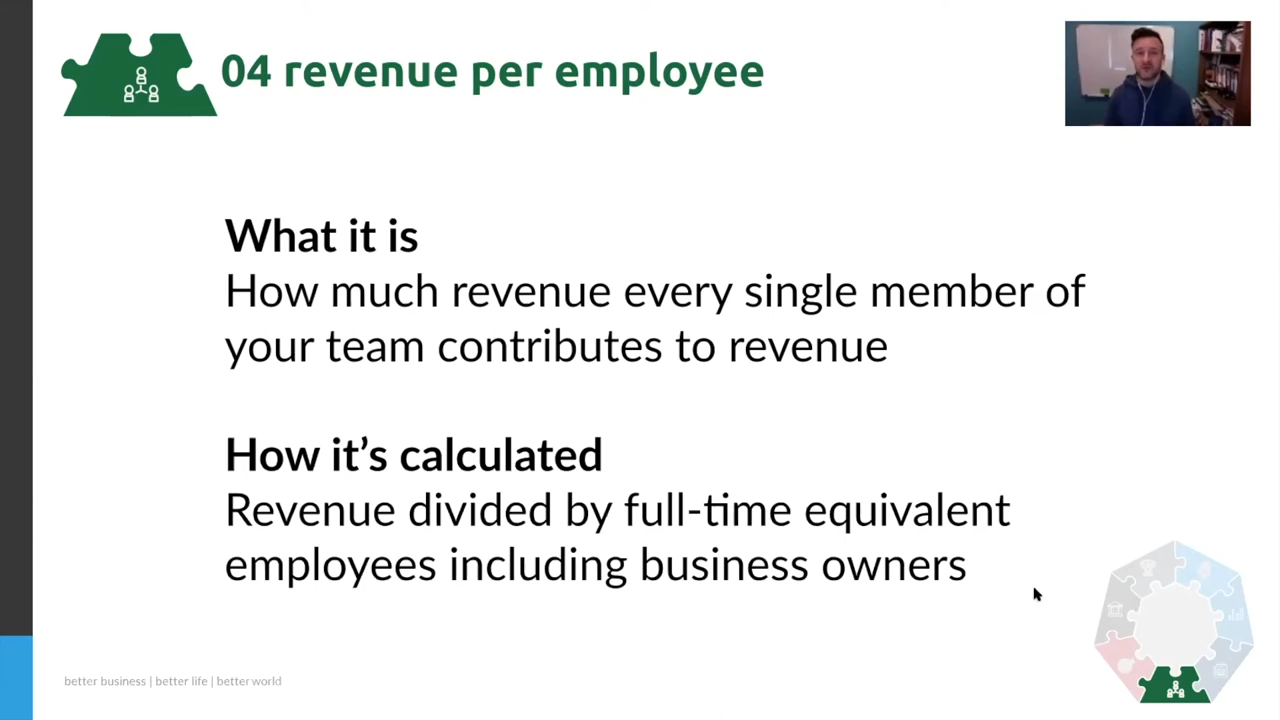 04 revenue per employee
What it is
How much revenue every single member of
your team contributes to revenue
How it’s calculated
Revenue divided by full-time equivalent
employees including business owners
better business | better life | better world